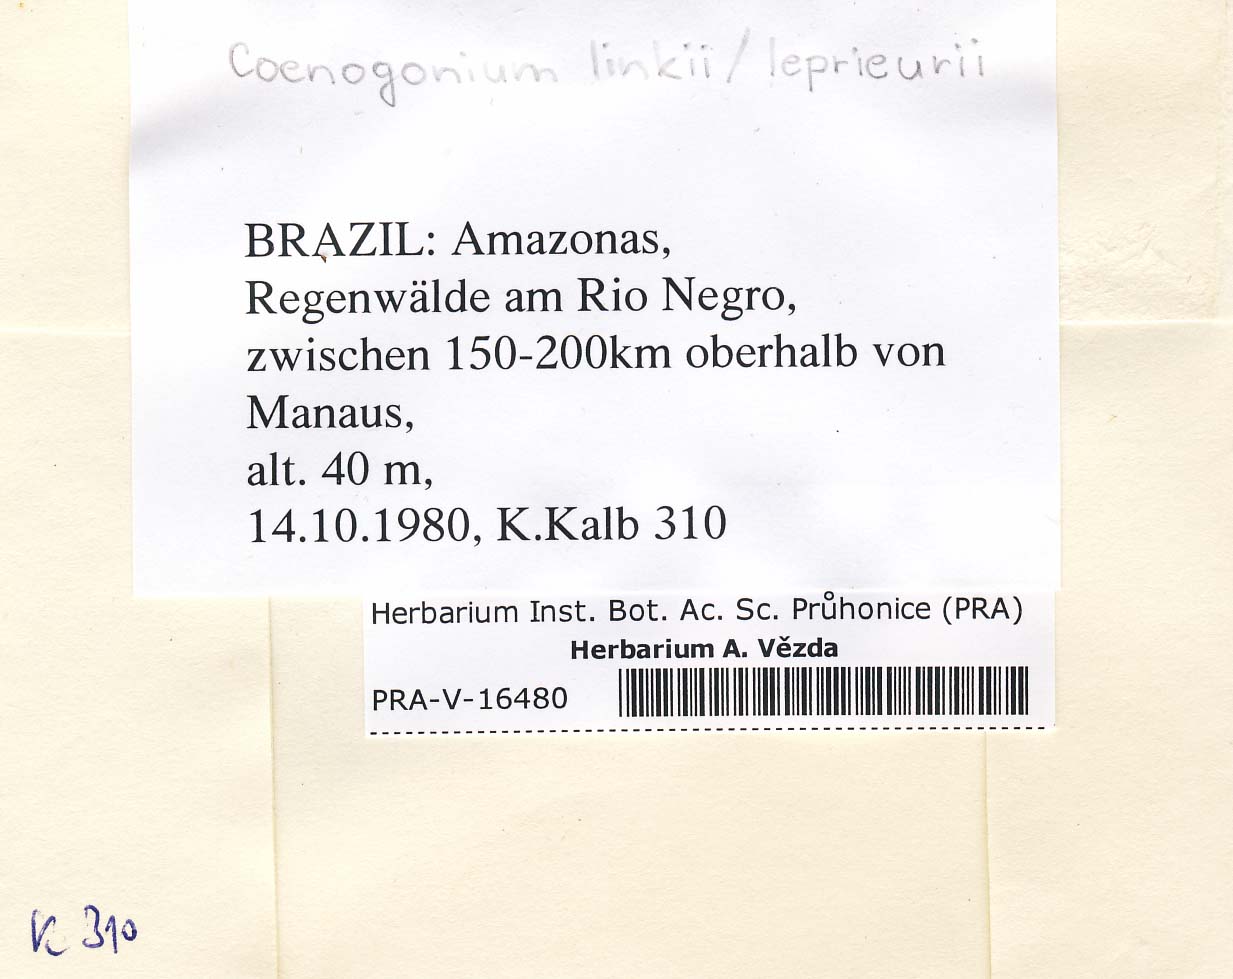 Coenogonium linkii / leprieurii
BRAZIL: Amazonas,
Regenwälde am Rio Negro,
zwischen 150-200km oberhalb von
Manaus,
alt. 40 m,
14.10.1980, K.Kalb 310
Herbarium Inst. Bot. Ac. Sc. Průhonice (PRA)
Herbarium A. Vězda
PRA-V-16480
K 310